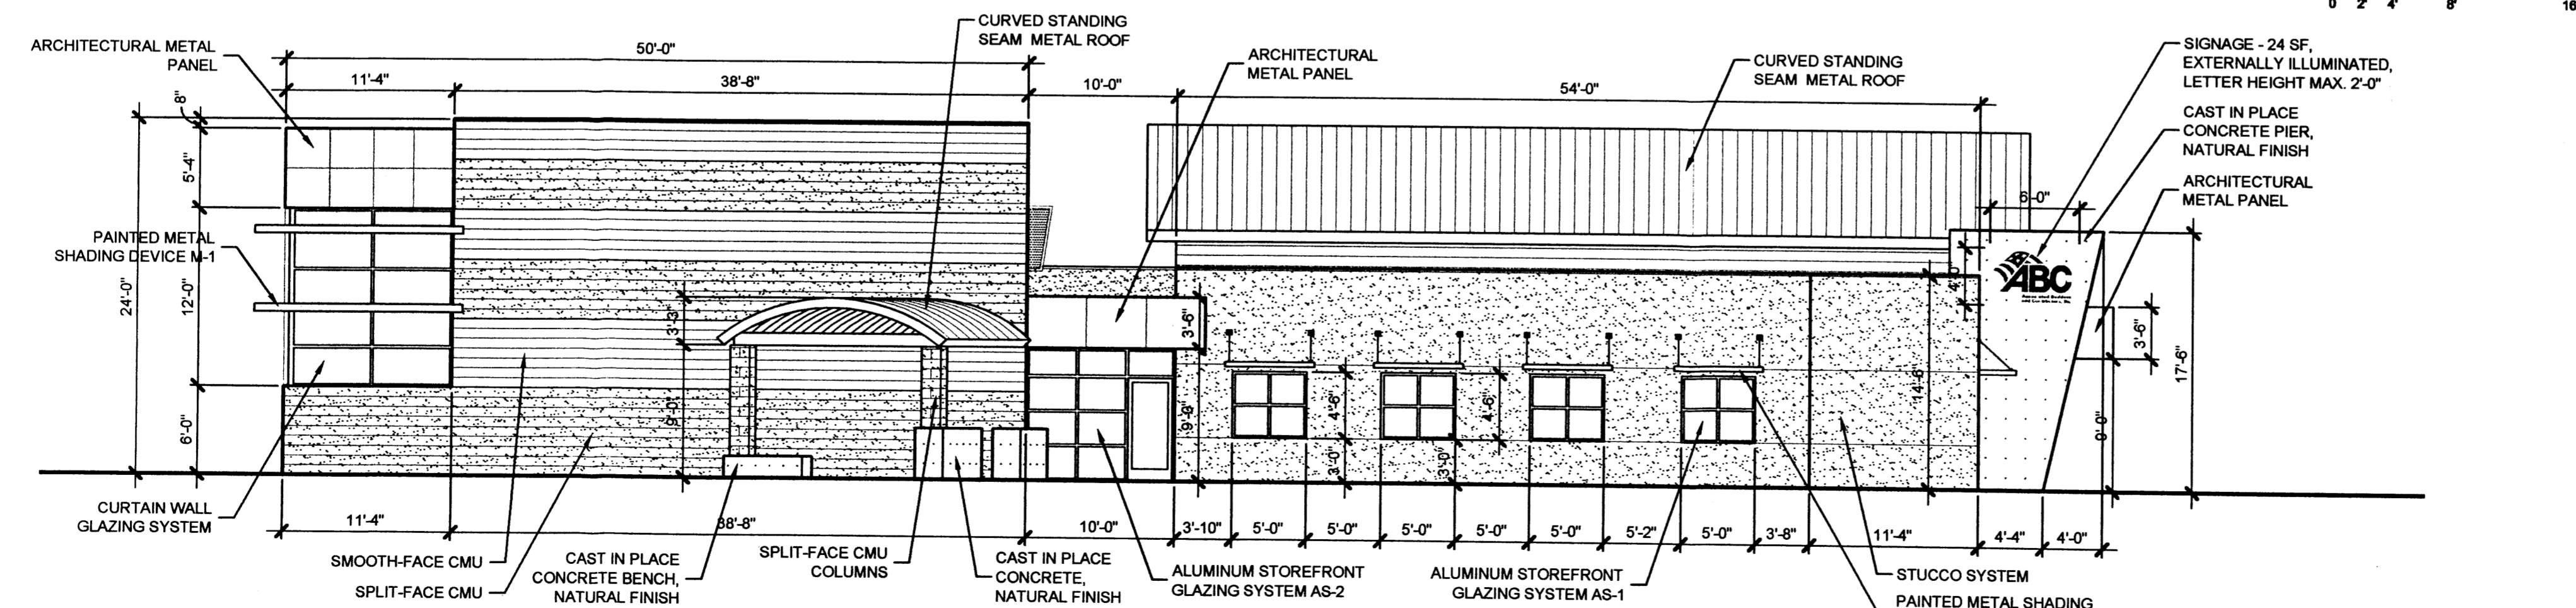 0 2' 4' 8' 16
CURVED STANDING
SEAM METAL ROOF
ARCHITECTURAL METAL
PANEL
50'-0"
ARCHITECTURAL
METAL PANEL
CURVED STANDING
SEAM METAL ROOF
SIGNAGE - 24 SF,
EXTERNALLY ILLUMINATED,
LETTER HEIGHT MAX. 2'-0"
11'-4"
38'-8"
10'-0"
54'-0"
8"
CAST IN PLACE
CONCRETE PIER,
NATURAL FINISH
5'-4"
ARCHITECTURAL
METAL PANEL
6'-0"
PAINTED METAL
SHADING DEVICE M-1
24'-0"
12'-0"
6'-0"
3'-3"
9'-0"
3'-6"
4'-6"
3'-0"
4'-6"
3'-0"
14'-6"
ABC
3'-6"
9'-0"
17'-6"
CURTAIN WALL
GLAZING SYSTEM
11'-4"
38'-8"
10'-0"
3'-10"
5'-0"
5'-0"
5'-0"
5'-0"
5'-0"
5'-2"
5'-0"
3'-8"
11'-4"
4'-4"
4'-0"
SMOOTH-FACE CMU
SPLIT-FACE CMU
CAST IN PLACE
CONCRETE BENCH,
NATURAL FINISH
SPLIT-FACE CMU
COLUMNS
CAST IN PLACE
CONCRETE,
NATURAL FINISH
ALUMINUM STOREFRONT
GLAZING SYSTEM AS-2
ALUMINUM STOREFRONT
GLAZING SYSTEM AS-1
STUCCO SYSTEM
PAINTED METAL SHADING